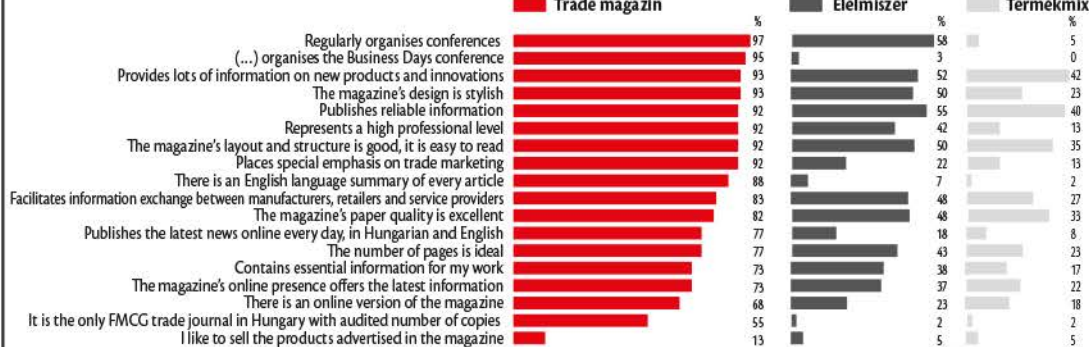 Trade magazin Élelmiszer Termékmix
% % %
Regularly organises conferences 97 58 5
(...) organises the Business Days conference 95 3 0
Provides lots of information on new products and innovations 93 52 42
The magazine's design is stylish 93 50 23
Publishes reliable information 92 55 40
Represents a high professional level 92 42 13
The magazine's layout and structure is good, it is easy to read 92 50 35
Places special emphasis on trade marketing 92 22 13
There is an English language summary of every article 88 7 2
Facilitates information exchange between manufacturers, retailers and service providers 83 48 27
The magazine's paper quality is excellent 82 48 33
Publishes the latest news online every day, in Hungarian and English 77 18 8
The number of pages is ideal 77 43 23
Contains essential information for my work 73 38 17
The magazine's online presence offers the latest information 73 37 22
There is an online version of the magazine 68 23 18
It is the only FMCG trade journal in Hungary with audited number of copies 55 2 2
I like to sell the products advertised in the magazine 13 5 5